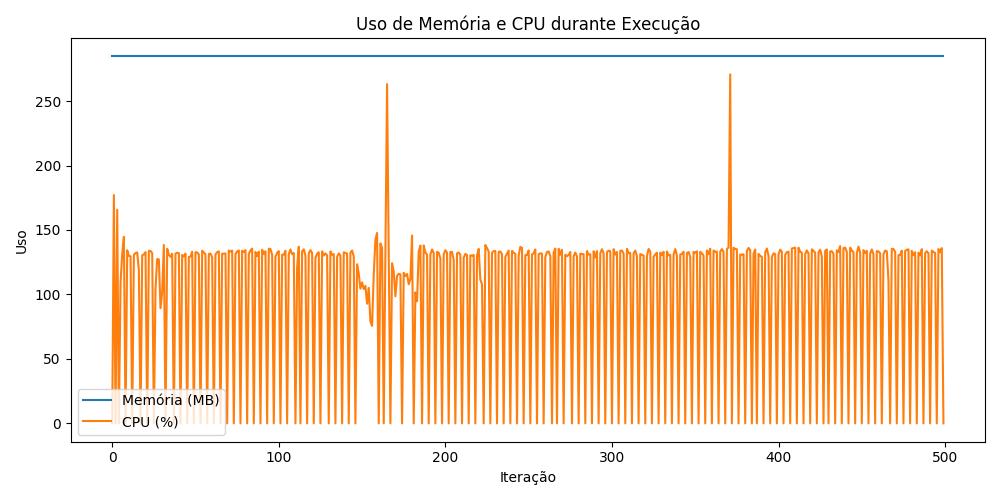 Uso de Memória e CPU durante Execução
Uso
250
200
150
100
50
0
Memória (MB)
CPU (%)
0 100 200 300 400 500
Iteração